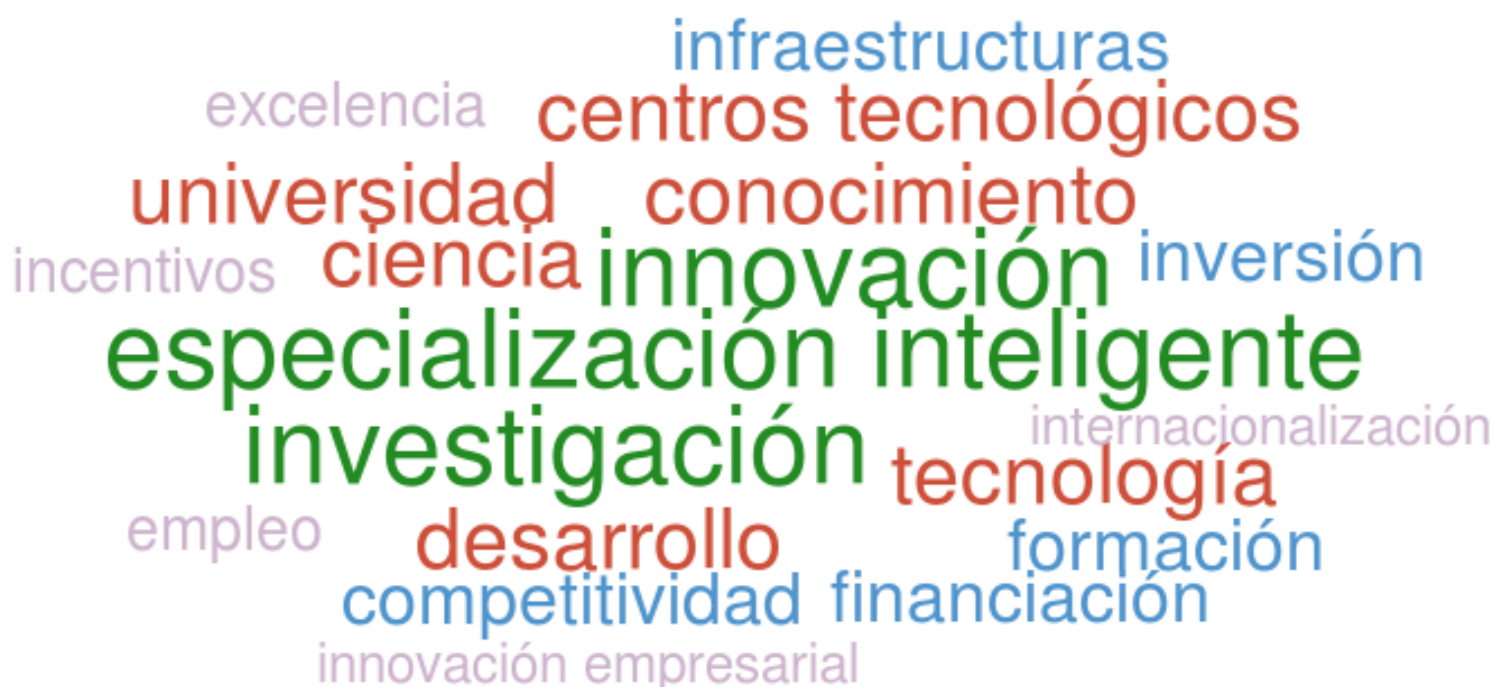 infraestructuras
excelencia centros tecnológicos
universidad conocimiento
incentivos ciencia innovación inversión
especialización inteligente
internacionalización
investigación tecnología
empleo desarrollo formación
competitividad financiación
innovación empresarial